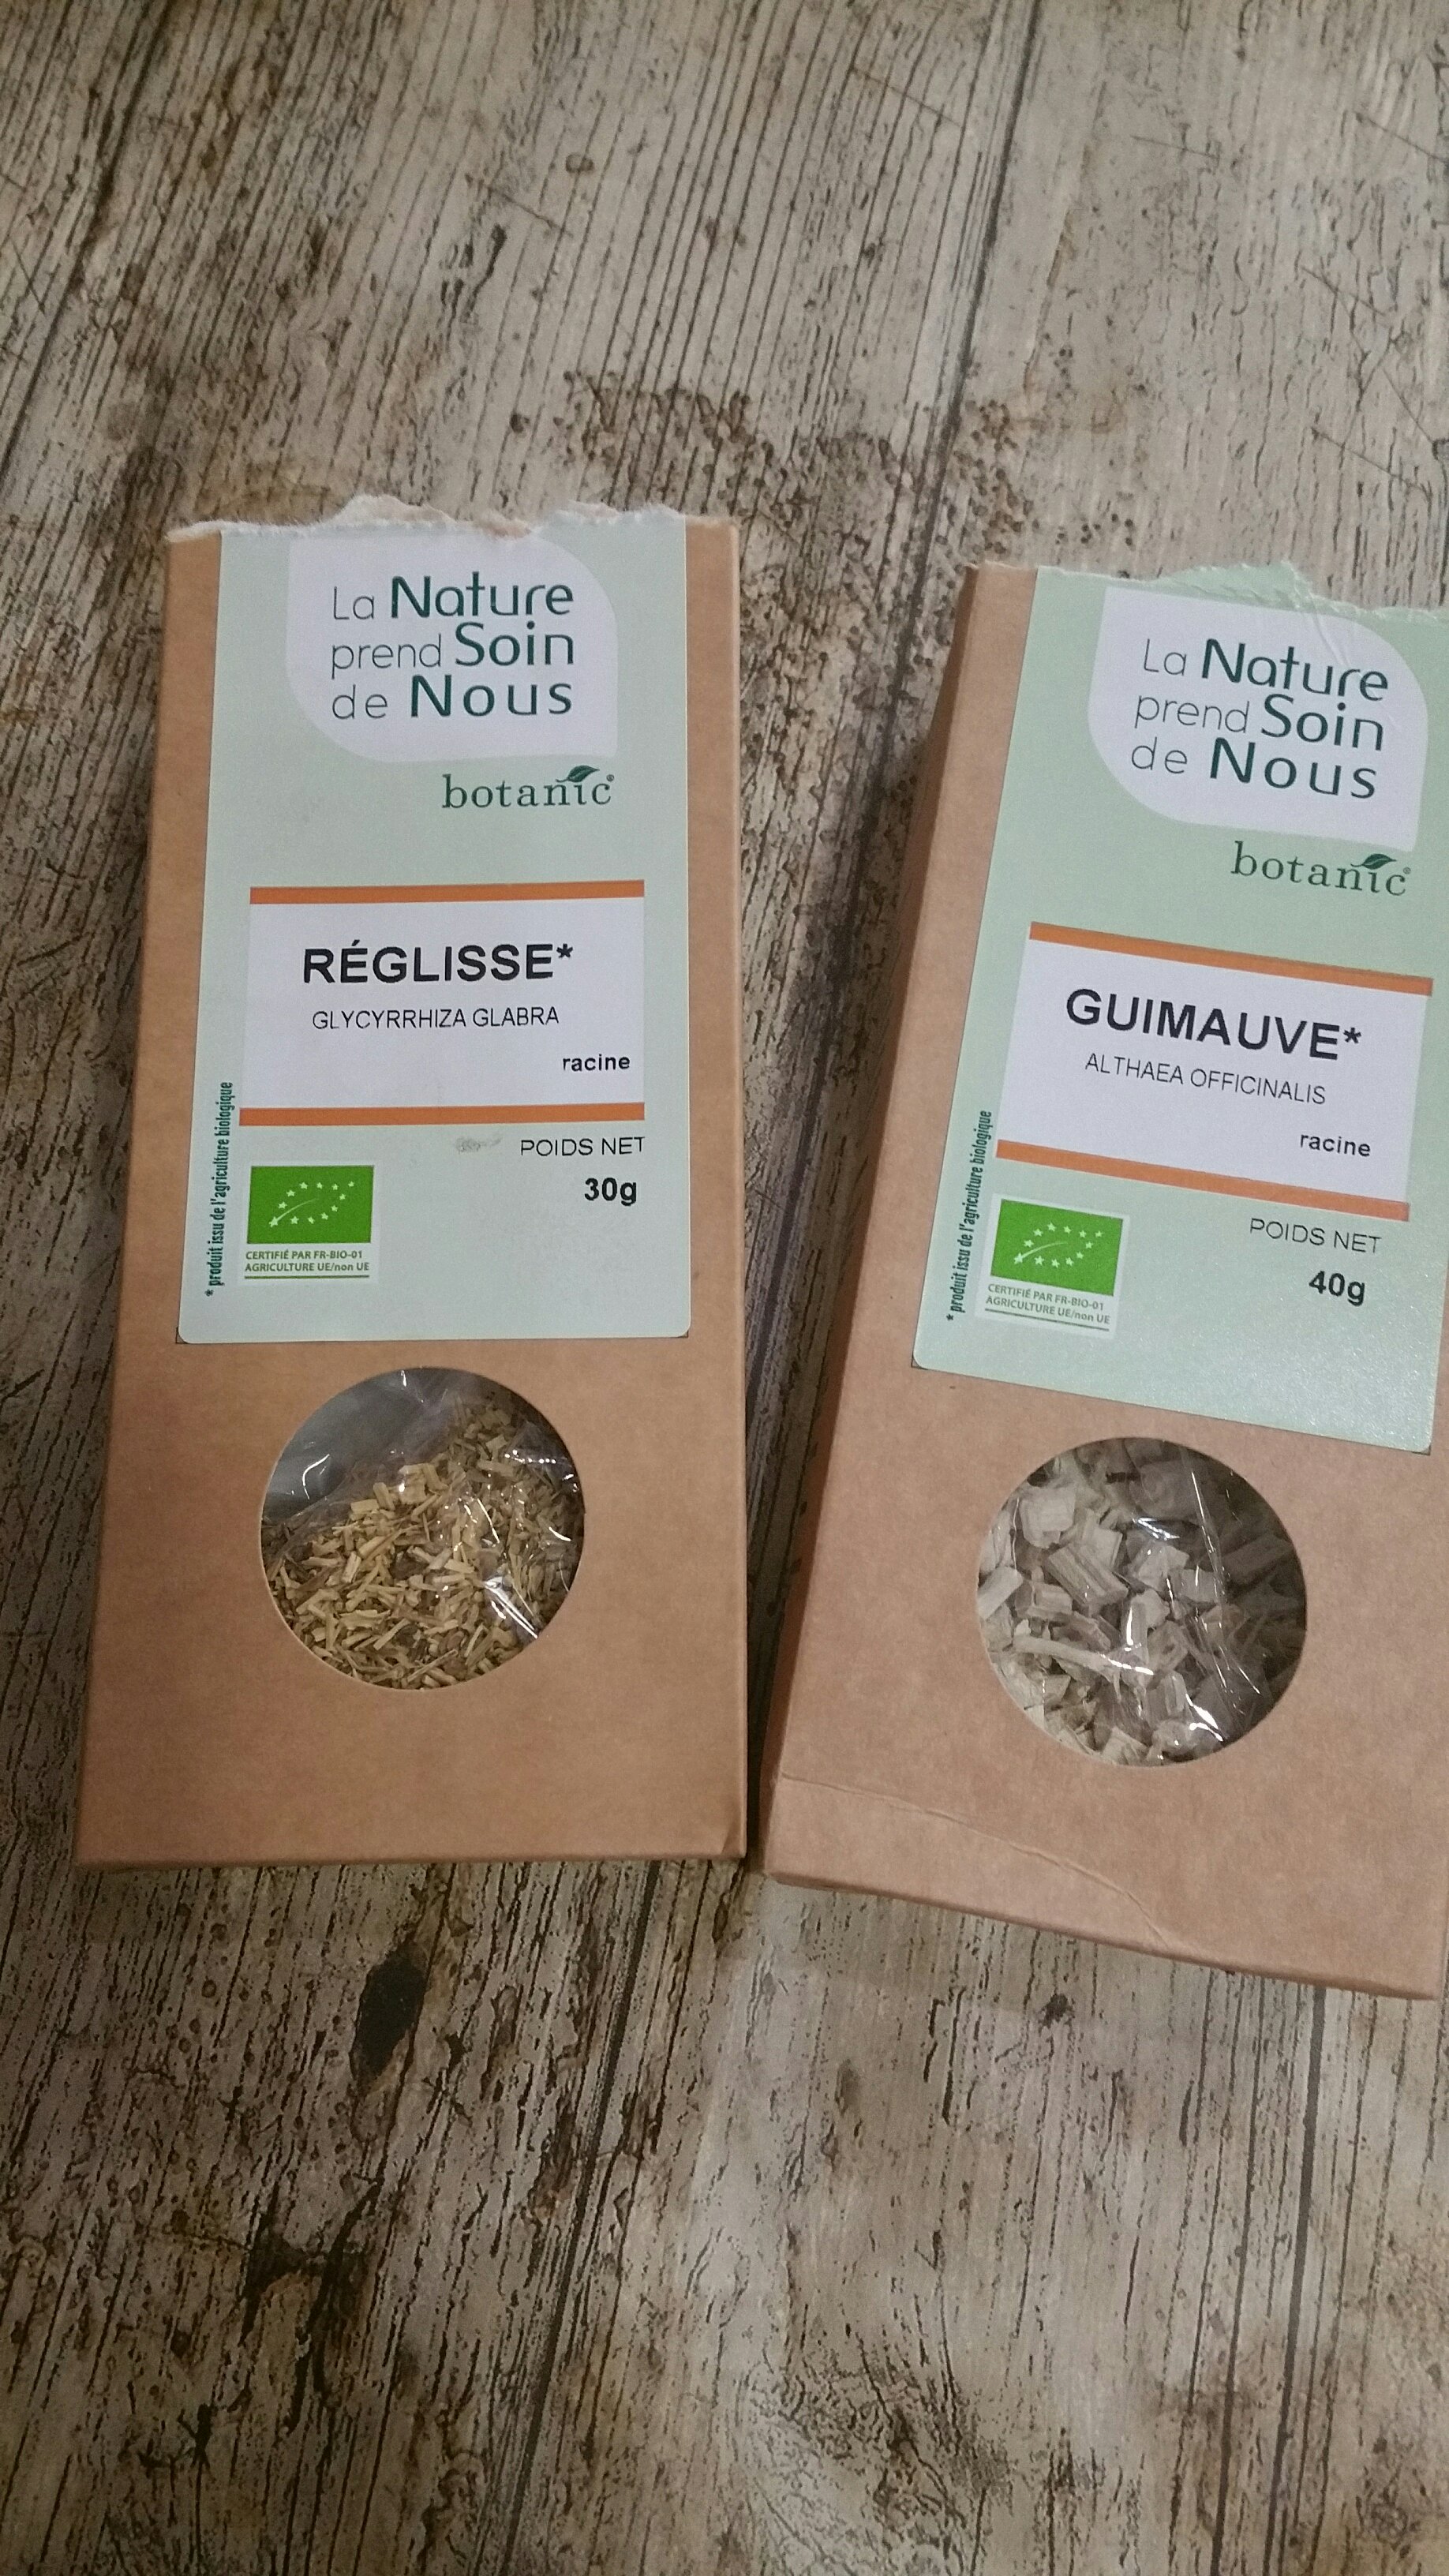 La Nature
prend Soin
de Nous
botanic®
RÉGLISSE*
GLYCYRRHIZA GLABRA
racine
* produit issu de l'agriculture biologique
POIDS NET
30g
CERTIFIÉ PAR FR-BIO-01
AGRICULTURE UE/non UE
La Nature
prend Soin
de Nous
botanic®
GUIMAUVE*
ALTHAEA OFFICINALIS
racine
* produit issu de l'agriculture biologique
POIDS NET
40g
CERTIFIÉ PAR FR-BIO-01
AGRICULTURE UE/non UE